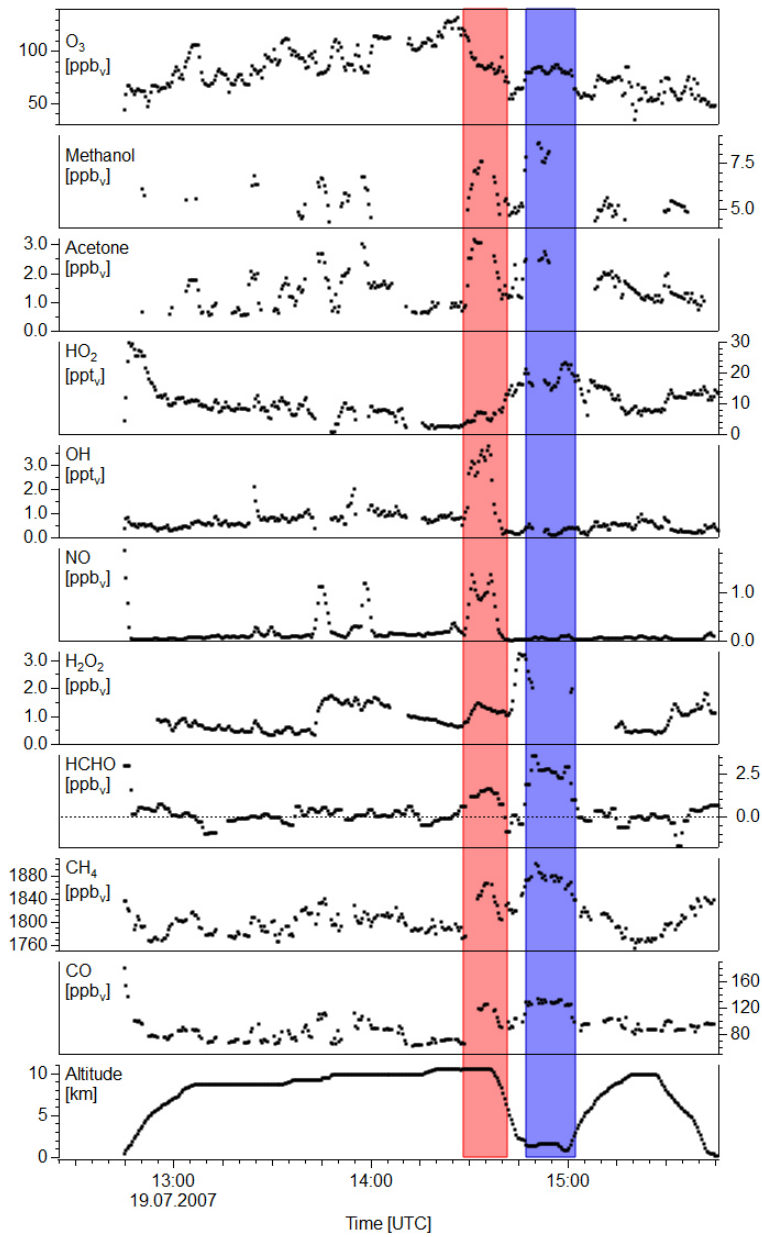 O₃
[ppbᵥ]
100
50
Methanol
[ppbᵥ]
7.5
5.0
Acetone
[ppbᵥ]
3.0
2.0
1.0
0.0
HO₂
[pptᵥ]
30
20
10
0
OH
[pptᵥ]
3.0
2.0
1.0
0.0
NO
[ppbᵥ]
1.0
0.0
H₂O₂
[ppbᵥ]
3.0
2.0
1.0
0.0
HCHO
[ppbᵥ]
2.5
0.0
CH₄
[ppbᵥ]
1880
1840
1800
1760
CO
[ppbᵥ]
160
120
80
Altitude
[km]
10
5
0
13:00 14:00 15:00
19.07.2007
Time [UTC]